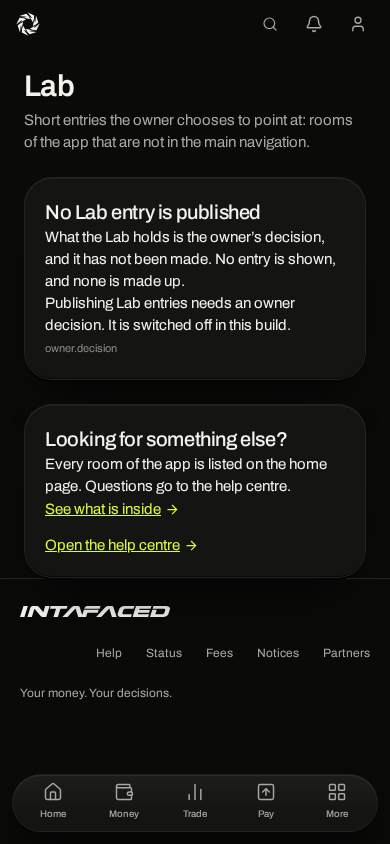 Lab
Short entries the owner chooses to point at: rooms
of the app that are not in the main navigation.
No Lab entry is published
What the Lab holds is the owner’s decision,
and it has not been made. No entry is shown,
and none is made up.
Publishing Lab entries needs an owner
decision. It is switched off in this build.
owner.decision
Looking for something else?
Every room of the app is listed on the home
page. Questions go to the help centre.
See what is inside →
Open the help centre →
INTAFACED
Help Status Fees Notices Partners
Your money. Your decisions.
Home Money Trade Pay More